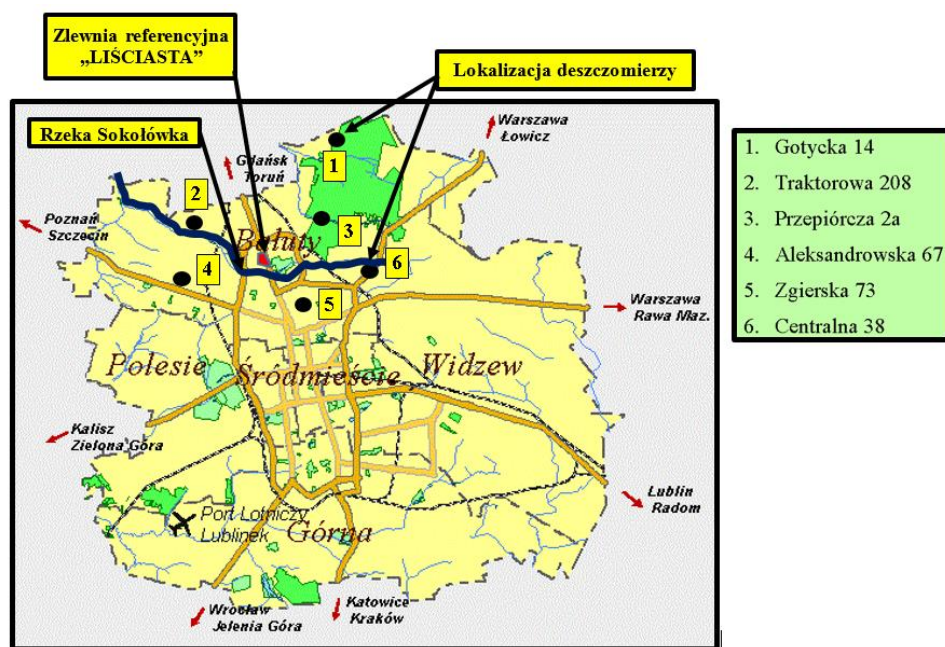 Zlewnia referencyjna
„LIŚCIASTA”
Lokalizacja deszczomierzy
Rzeka Sokołówka
Warszawa
Łowicz
Gdańsk
Toruń
1
2
3
Poznań
Szczecin
Bałuty
4
6
5
Warszawa
Rawa Maz.
Polesie
Śródmieście
Widzew
Kalisz
Zielona Góra
Lublin
Radom
Port Lotniczy
Lublinek
Górna
Wrocław
Jelenia Góra
Katowice
Kraków
1. Gotycka 14
2. Traktorowa 208
3. Przepiórcza 2a
4. Aleksandrowska 67
5. Zgierska 73
6. Centralna 38